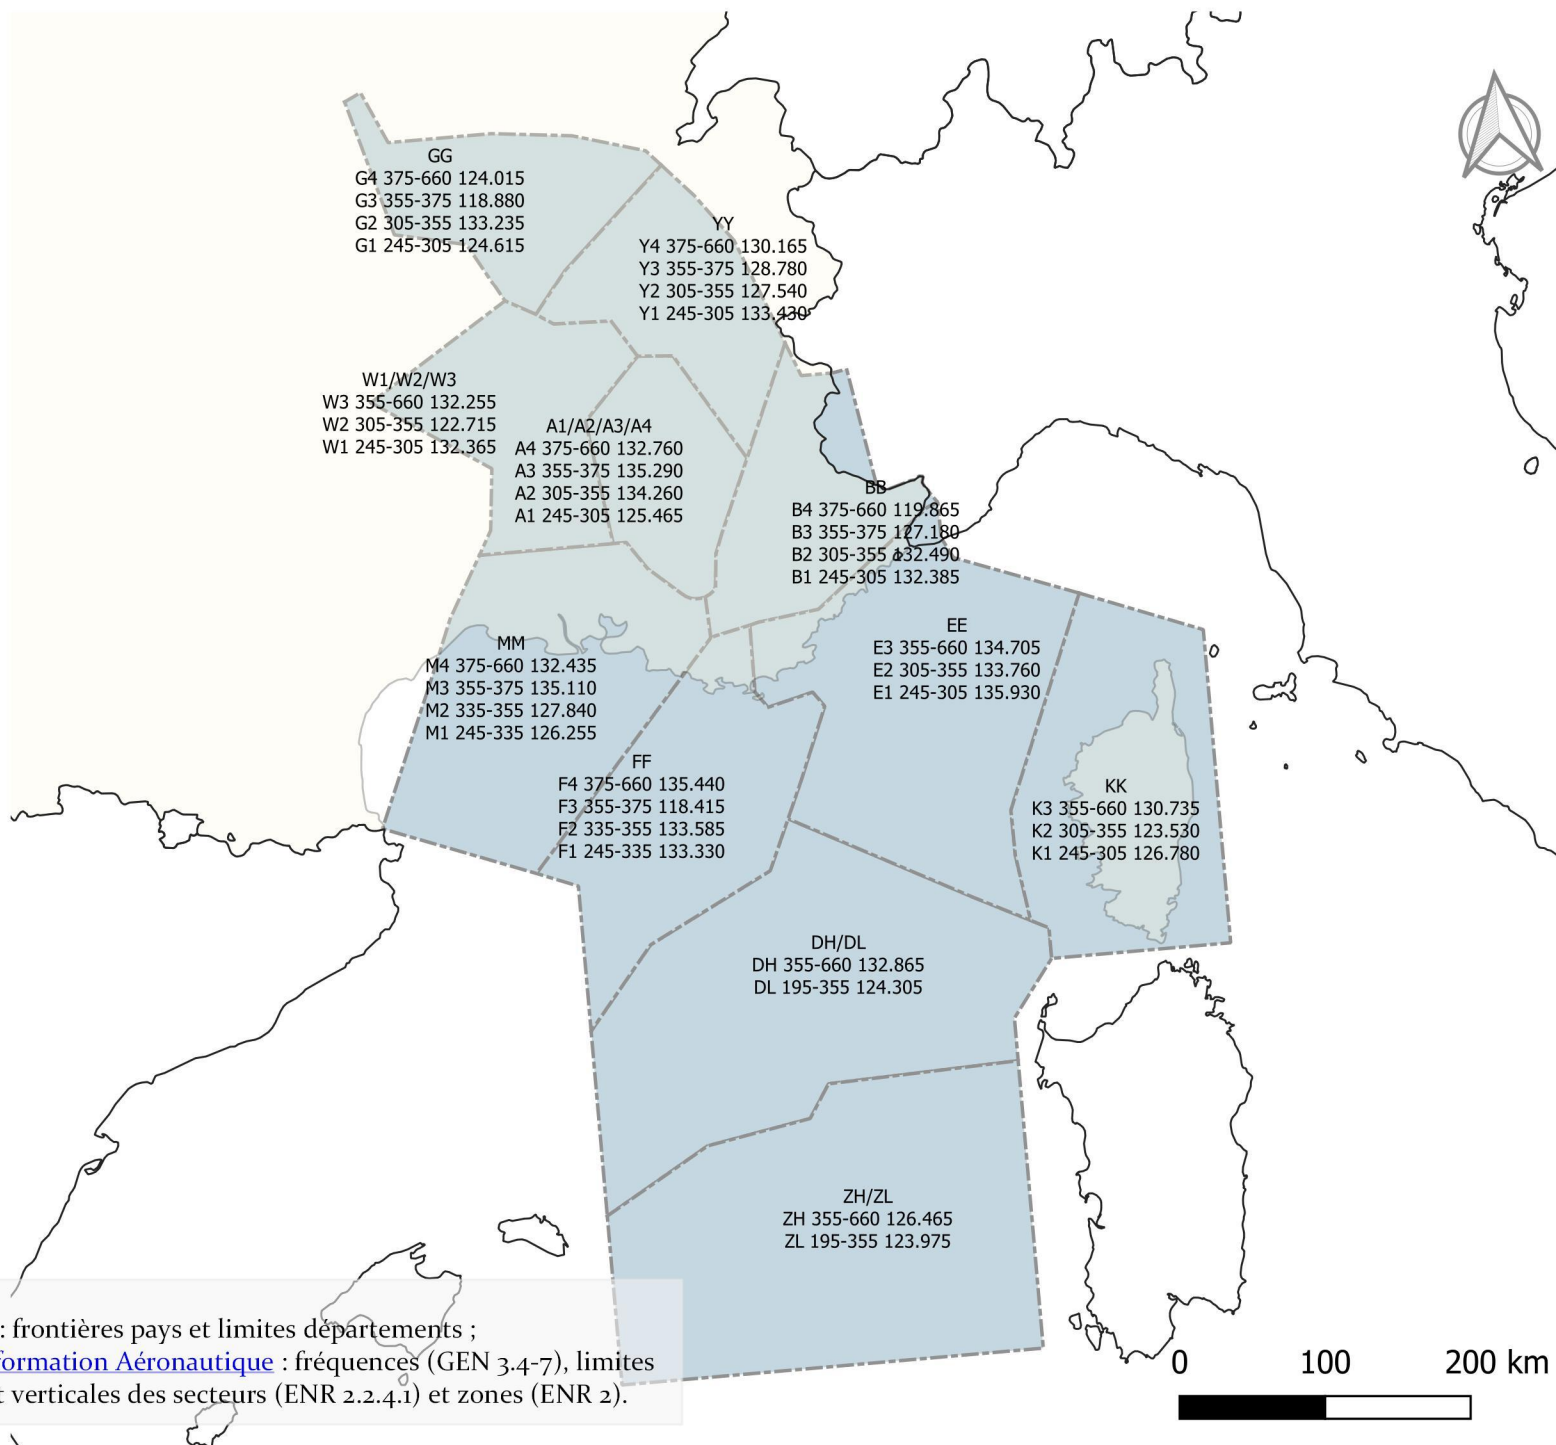 GG
G4 375-660 124.015
G3 355-375 118.880
G2 305-355 133.235
G1 245-305 124.615
YY
Y4 375-660 130.165
Y3 355-375 128.780
Y2 305-355 127.540
Y1 245-305 133.430
W1/W2/W3
W3 355-660 132.255
W2 305-355 122.715
W1 245-305 132.365
A1/A2/A3/A4
A4 375-660 132.760
A3 355-375 135.290
A2 305-355 134.260
A1 245-305 125.465
BB
B4 375-660 119.865
B3 355-375 127.180
B2 305-355 132.490
B1 245-305 132.385
EE
E3 355-660 134.705
E2 305-355 133.760
E1 245-305 135.930
MM
M4 375-660 132.435
M3 355-375 135.110
M2 335-355 127.840
M1 245-335 126.255
FF
F4 375-660 135.440
F3 355-375 118.415
F2 335-355 133.585
F1 245-335 133.330
KK
K3 355-660 130.735
K2 305-355 123.530
K1 245-305 126.780
DH/DL
DH 355-660 132.865
DL 195-355 124.305
ZH/ZL
ZH 355-660 126.465
ZL 195-355 123.975
: frontières pays et limites départements ;
formation Aéronautique : fréquences (GEN 3.4-7), limites
t verticales des secteurs (ENR 2.2.4.1) et zones (ENR 2).
0 100 200 km